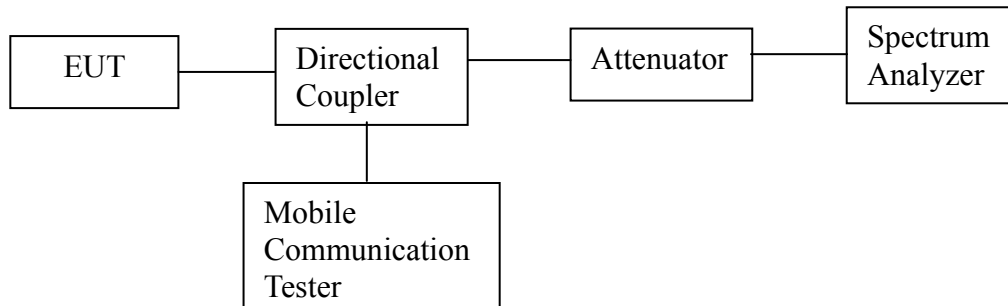 EUT
Directional
Coupler
Attenuator
Spectrum
Analyzer
Mobile
Communication
Tester